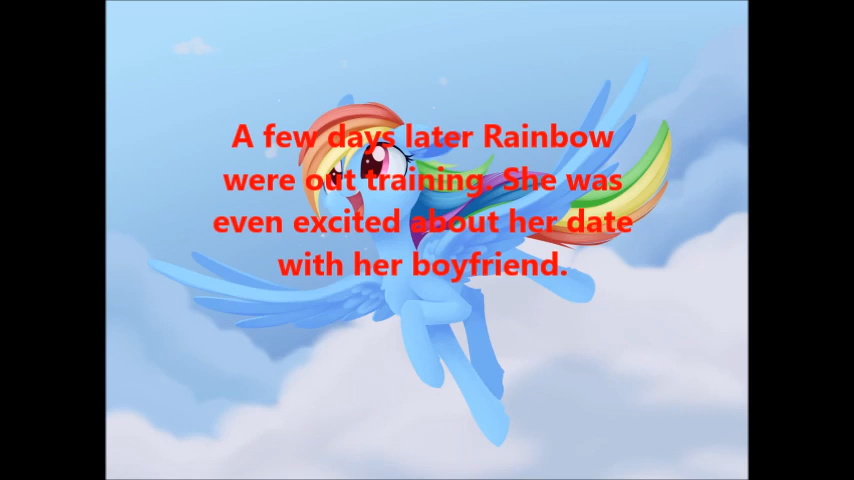 A few days later Rainbow
were out training. She was
even excited about her date
with her boyfriend.